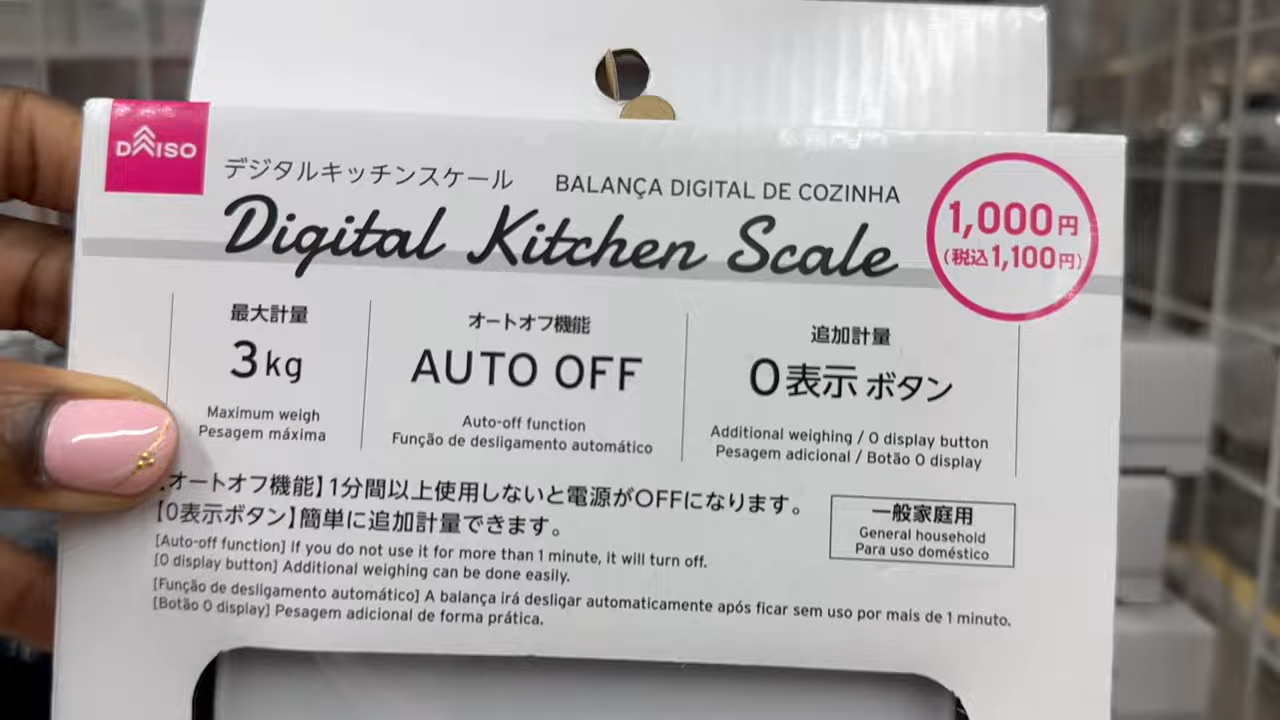 DAISO
デジタルキッチンスケール
BALANÇA DIGITAL DE COZINHA
Digital Kitchen Scale
1,000円
(税込1,100円)
最大計量
3kg
Maximum weigh
Pesagem máxima
オートオフ機能
AUTO OFF
Auto-off function
Função de desligamento automático
追加計量
0表示 ボタン
Additional weighing / 0 display button
Pesagem adicional / Botão 0 display
【オートオフ機能】1分間以上使用しないと電源がOFFになります。
【0表示ボタン】簡単に追加計量できます。
[Auto-off function] If you do not use it for more than 1 minute, it will turn off.
[0 display button] Additional weighing can be done easily.
[Função de desligamento automático] A balança irá desligar automaticamente após ficar sem uso por mais de 1 minuto.
[Botão 0 display] Pesagem adicional de forma prática.
一般家庭用
General household
Para uso doméstico